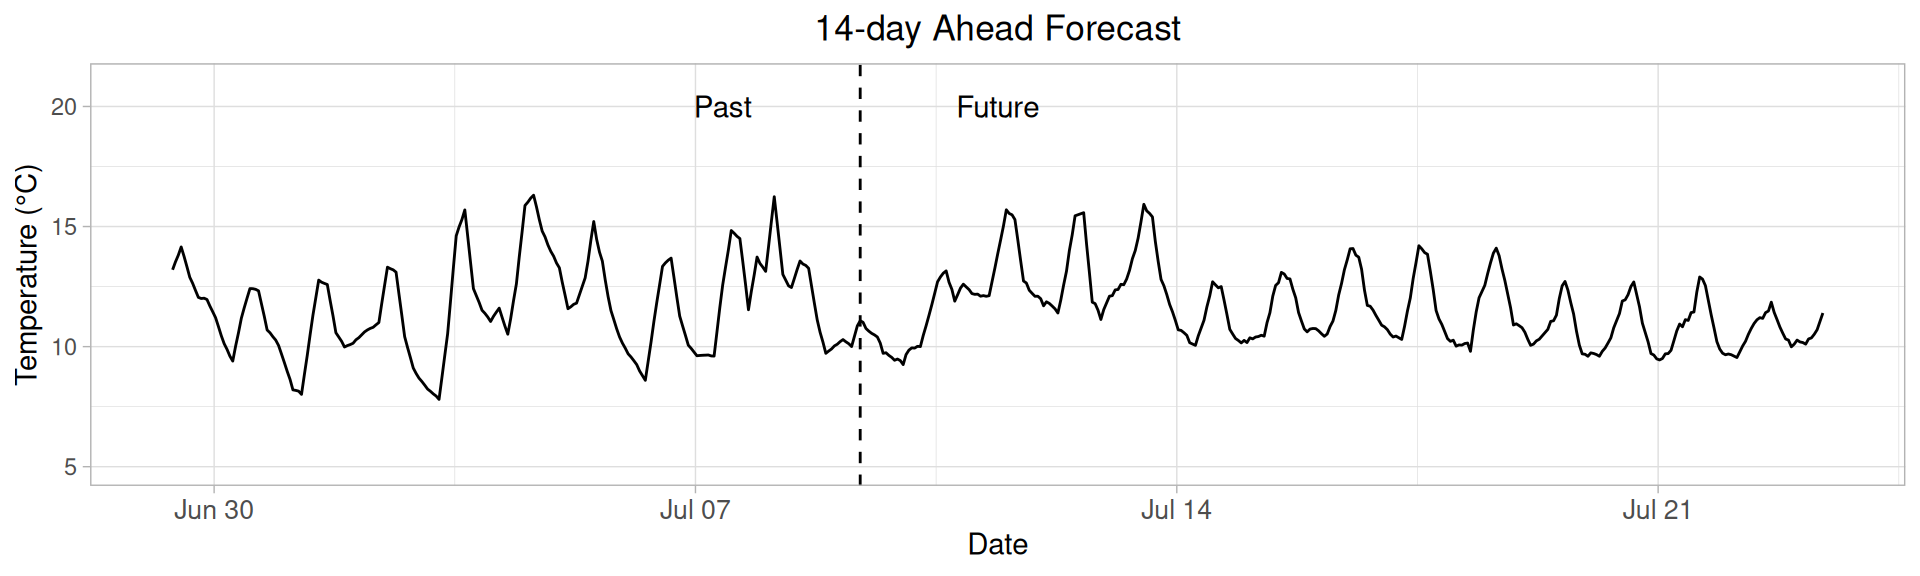 14-day Ahead Forecast
Past
Future
20
15
10
5
Temperature (°C)
Jun 30
Jul 07
Jul 14
Jul 21
Date